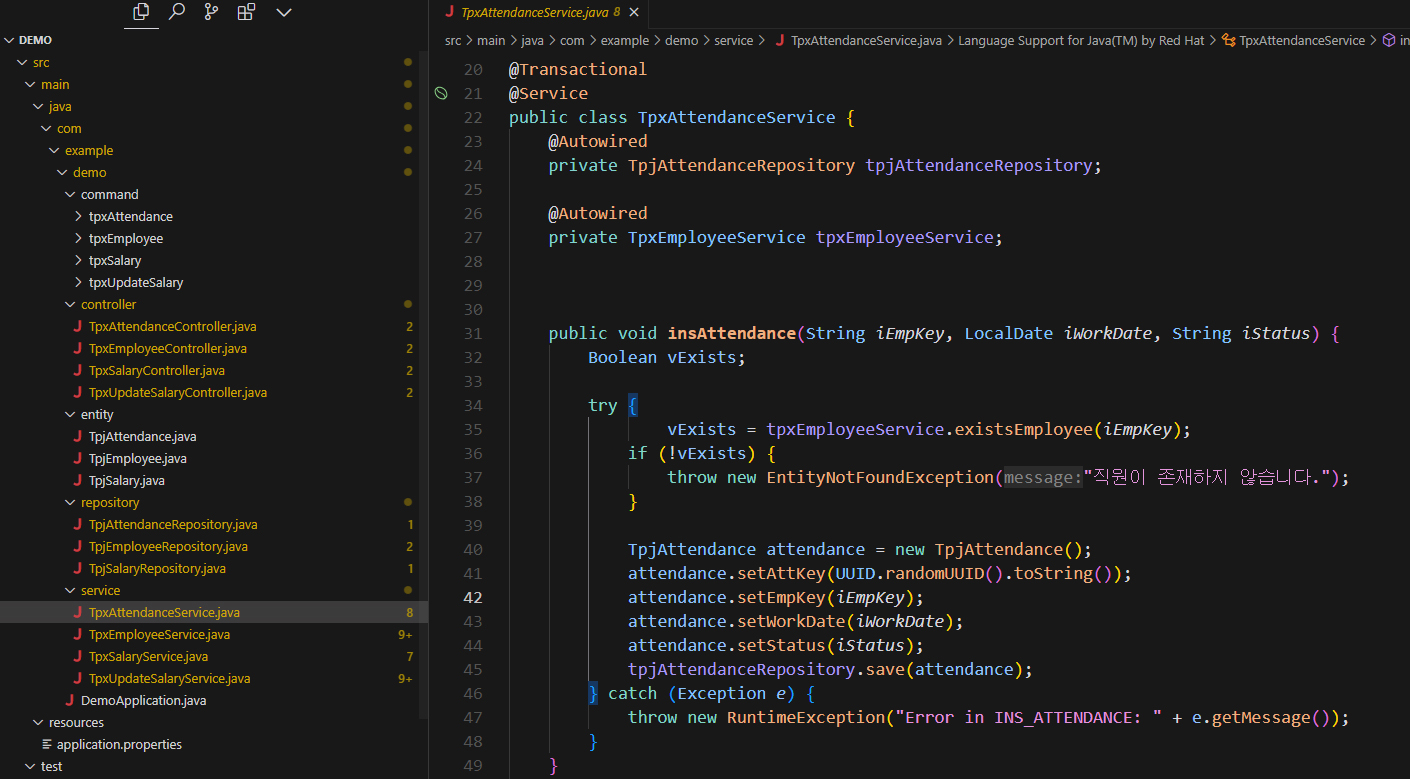 DEMO
src
main
java
com
example
demo
command
tpxAttendance
tpxEmployee
tpxSalary
tpxUpdateSalary
controller
TpxAttendanceController.java 2
TpxEmployeeController.java 2
TpxSalaryController.java 2
TpxUpdateSalaryController.java 2
entity
TpjAttendance.java
TpjEmployee.java
TpjSalary.java
repository
TpjAttendanceRepository.java 1
TpjEmployeeRepository.java 2
TpjSalaryRepository.java 1
service
TpxAttendanceService.java 8
TpxEmployeeService.java 9+
TpxSalaryService.java 7
TpxUpdateSalaryService.java 9+
DemoApplication.java
resources
application.properties
test
TpxAttendanceService.java 8
src > main > java > com > example > demo > service > TpxAttendanceService.java > Language Support for Java(TM) by Red Hat > TpxAttendanceService > in
20 @Transactional
21 @Service
22 public class TpxAttendanceService {
23 @Autowired
24 private TpjAttendanceRepository tpjAttendanceRepository;
25
26 @Autowired
27 private TpxEmployeeService tpxEmployeeService;
28
29
30
31 public void insAttendance(String iEmpKey, LocalDate iWorkDate, String iStatus) {
32 Boolean vExists;
33
34 try {
35 vExists = tpxEmployeeService.existsEmployee(iEmpKey);
36 if (!vExists) {
37 throw new EntityNotFoundException(message:"직원이 존재하지 않습니다.");
38 }
39
40 TpjAttendance attendance = new TpjAttendance();
41 attendance.setAttKey(UUID.randomUUID().toString());
42 attendance.setEmpKey(iEmpKey);
43 attendance.setWorkDate(iWorkDate);
44 attendance.setStatus(iStatus);
45 tpjAttendanceRepository.save(attendance);
46 } catch (Exception e) {
47 throw new RuntimeException("Error in INS_ATTENDANCE: " + e.getMessage());
48 }
49 }